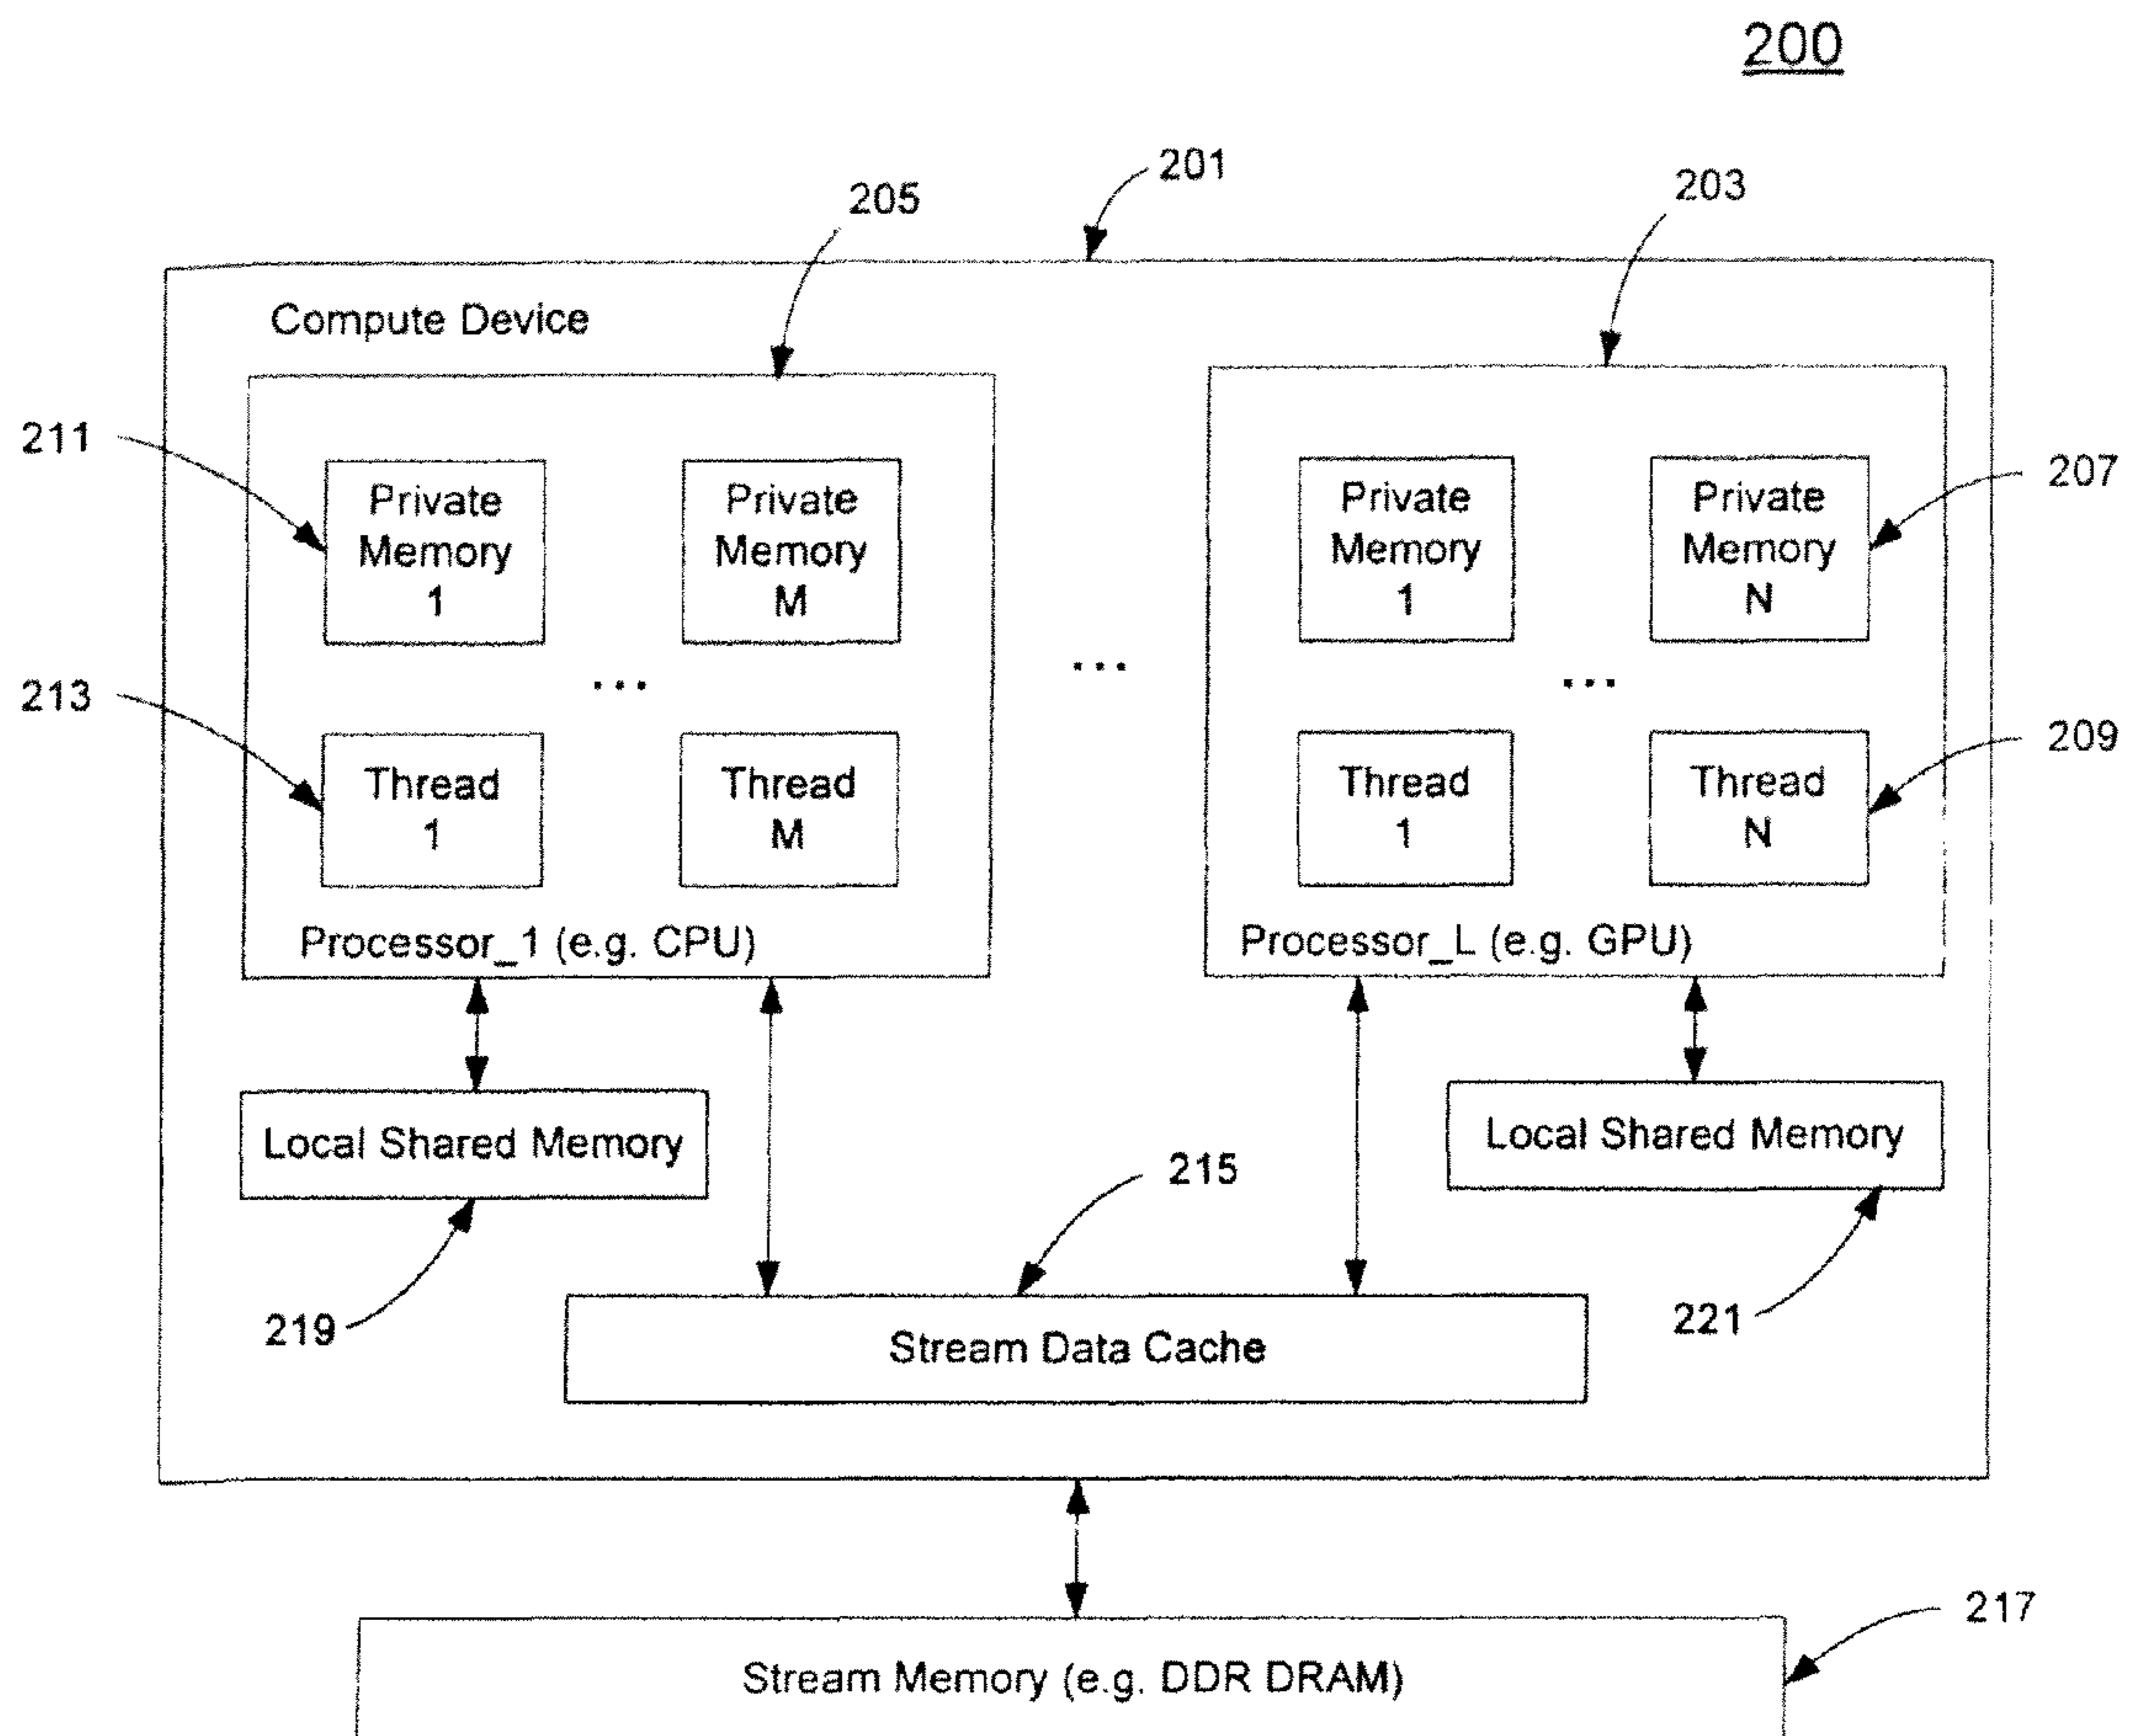 200
201
205
203
Compute Device
211
Private
Memory
1
Private
Memory
M
Private
Memory
1
Private
Memory
N
207
...
...
...
213
Thread
1
Thread
M
Thread
1
Thread
N
209
Processor_1 (e.g. CPU)
Processor_L (e.g. GPU)
Local Shared Memory
Local Shared Memory
215
219
221
Stream Data Cache
217
Stream Memory (e.g. DDR DRAM)